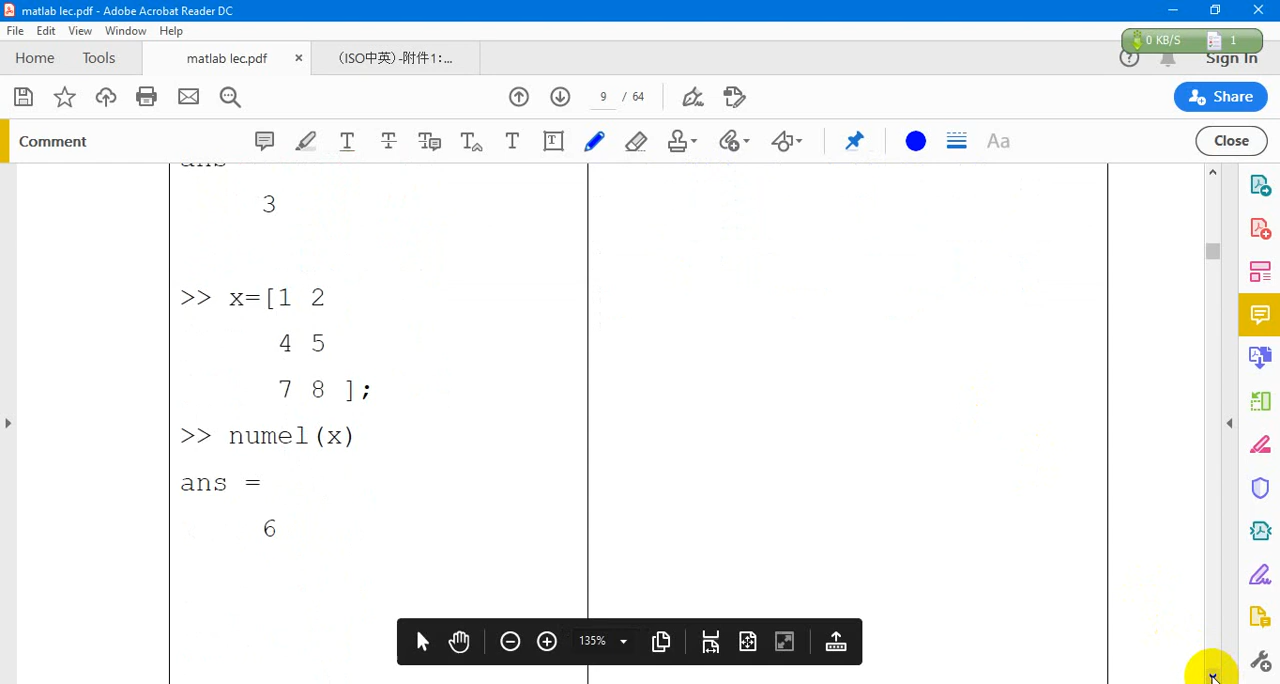 matlab lec.pdf - Adobe Acrobat Reader DC
File Edit View Window Help
0 KB/S 1
Home Tools matlab lec.pdf × (ISO中英)-附件1:... Sign In
9 / 64
Share
Comment
Aa
Close
ans
3
>> x=[1 2
4 5
7 8 ];
>> numel(x)
ans =
6
135%